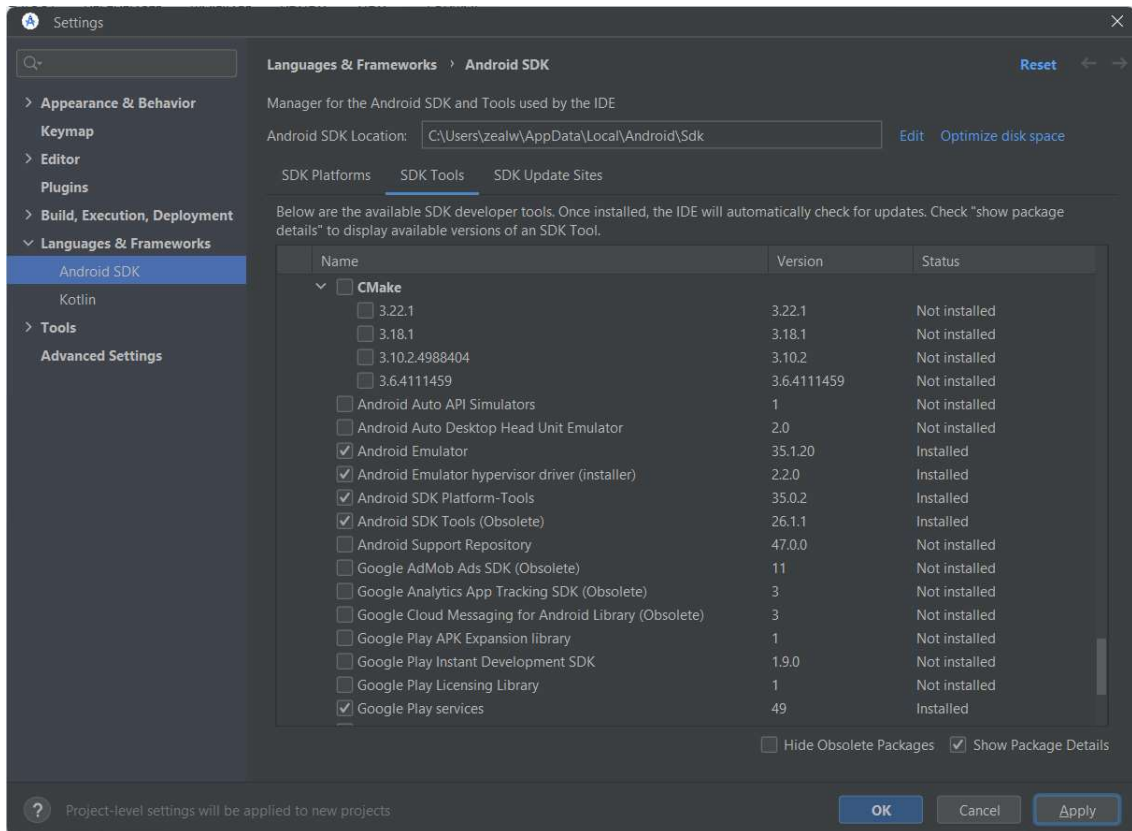 Settings
Languages & Frameworks › Android SDK
Reset
Appearance & Behavior
Keymap
Editor
Plugins
Build, Execution, Deployment
Languages & Frameworks
Android SDK
Kotlin
Tools
Advanced Settings
Manager for the Android SDK and Tools used by the IDE
Android SDK Location: C:\Users\zealw\AppData\Local\Android\Sdk Edit Optimize disk space
SDK Platforms SDK Tools SDK Update Sites
Below are the available SDK developer tools. Once installed, the IDE will automatically check for updates. Check "show package
details" to display available versions of an SDK Tool.
Name Version Status
CMake
3.22.1 3.22.1 Not installed
3.18.1 3.18.1 Not installed
3.10.2.4988404 3.10.2 Not installed
3.6.4111459 3.6.4111459 Not installed
Android Auto API Simulators 1 Not installed
Android Auto Desktop Head Unit Emulator 2.0 Not installed
Android Emulator 35.1.20 Installed
Android Emulator hypervisor driver (installer) 2.2.0 Installed
Android SDK Platform-Tools 35.0.2 Installed
Android SDK Tools (Obsolete) 26.1.1 Installed
Android Support Repository 47.0.0 Not installed
Google AdMob Ads SDK (Obsolete) 11 Not installed
Google Analytics App Tracking SDK (Obsolete) 3 Not installed
Google Cloud Messaging for Android Library (Obsolete) 3 Not installed
Google Play APK Expansion library 1 Not installed
Google Play Instant Development SDK 1.9.0 Not installed
Google Play Licensing Library 1 Not installed
Google Play services 49 Installed
Hide Obsolete Packages Show Package Details
? Project-level settings will be applied to new projects
OK Cancel Apply